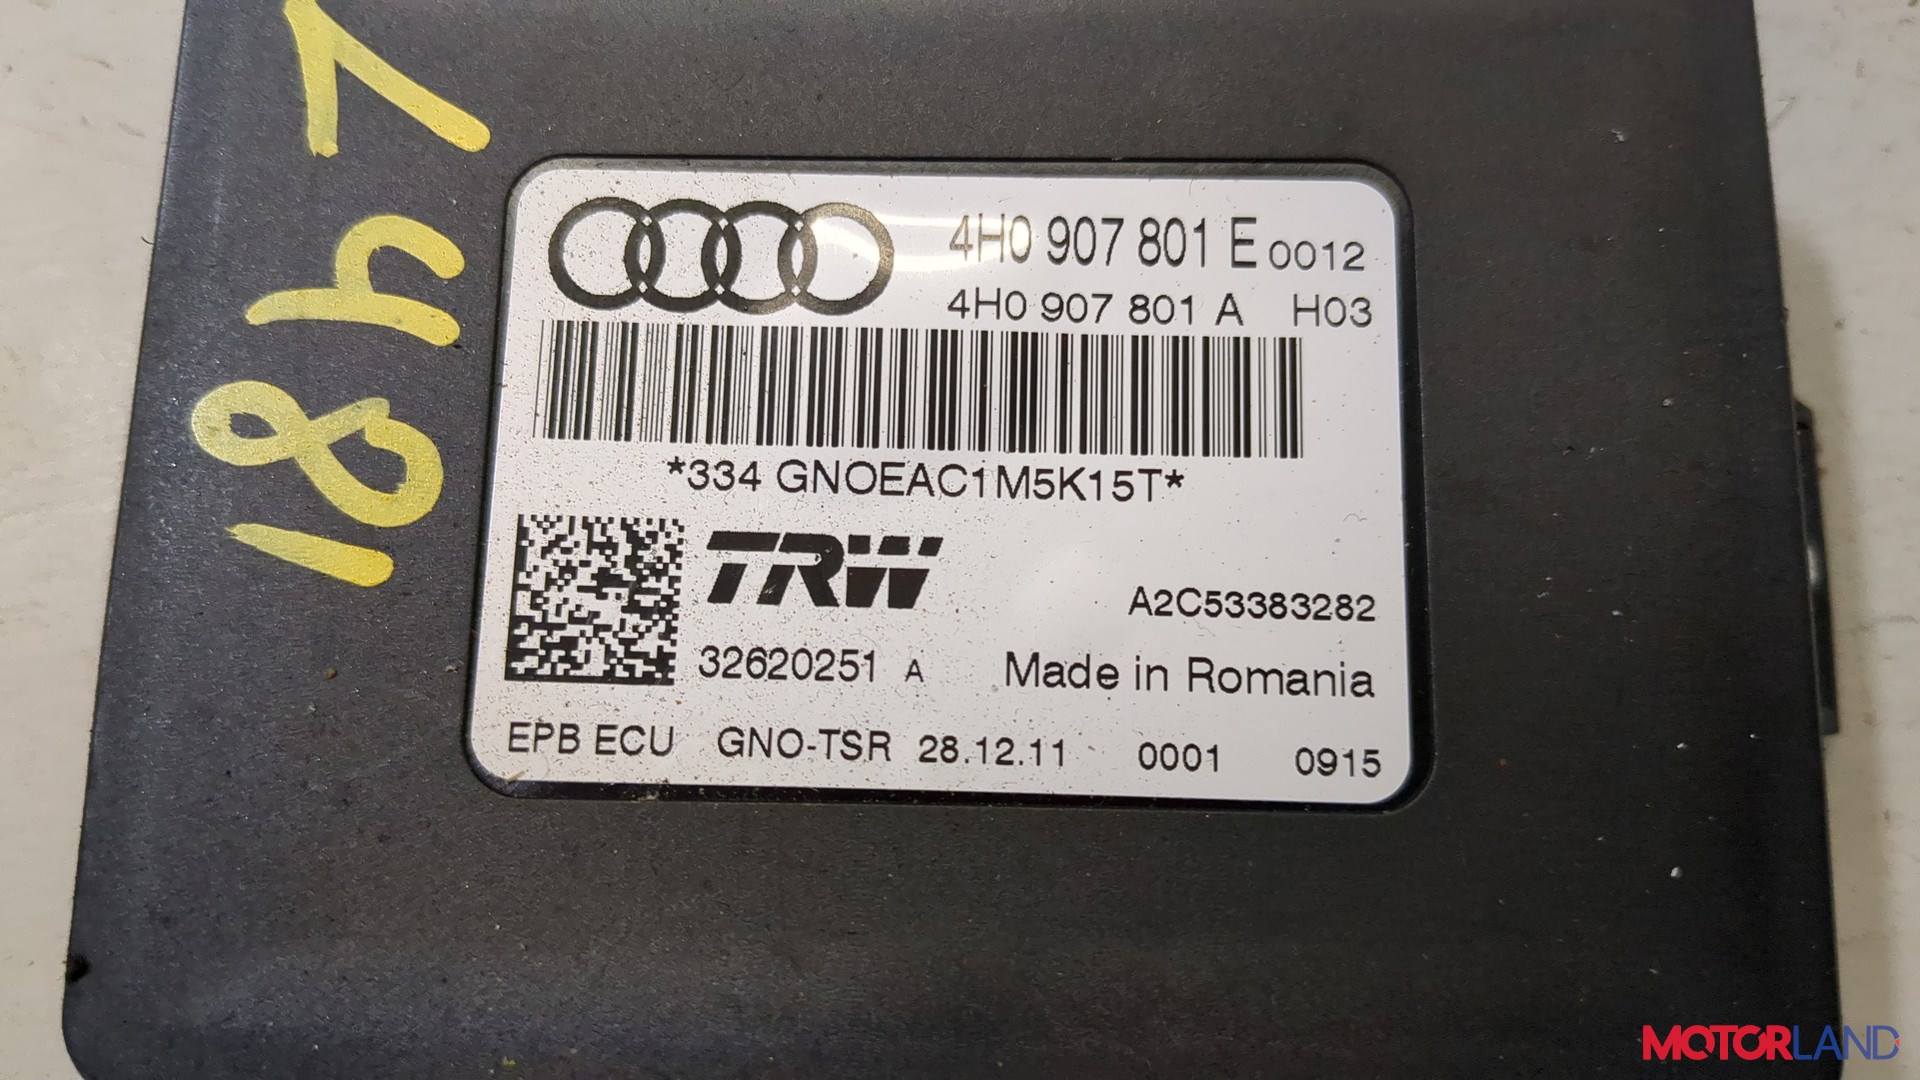 1847
4H0 907 801 E 0012
4H0 907 801 A H03
*334 GNOEAC1M5K15T*
TRW
A2C53383282
32620251 A Made in Romania
EPB ECU GNO-TSR 28.12.11 0001 0915
MOTORLAND